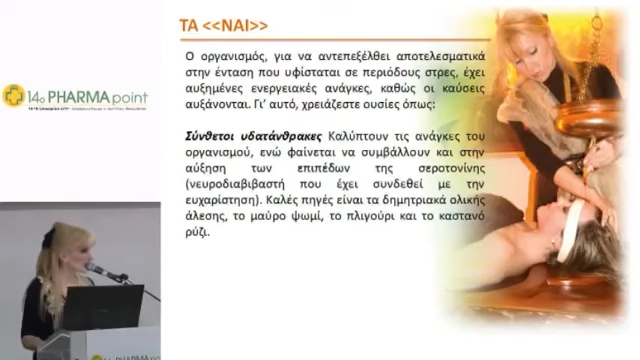 ΤΑ <<ΝΑΙ>>
Ο οργανισμός, για να αντεπεξέλθει αποτελεσματικά
στην ένταση που υφίσταται σε περιόδους στρες, έχει
αυξημένες ενεργειακές ανάγκες, καθώς οι καύσεις
αυξάνονται. Γι' αυτό, χρειάζεστε ουσίες όπως:
Σύνθετοι υδατάνθρακες Καλύπτουν τις ανάγκες του
οργανισμού, ενώ φαίνεται να συμβάλλουν και στην
αύξηση των επιπέδων της σεροτονίνης
(νευροδιαβιβαστή που έχει συνδεθεί με την
ευχαρίστηση). Καλές πηγές είναι τα δημητριακά ολικής
άλεσης, το μαύρο ψωμί, το πλιγούρι και το καστανό
ρύζι.
14ο PHARMA point
14ο PHARMA poin